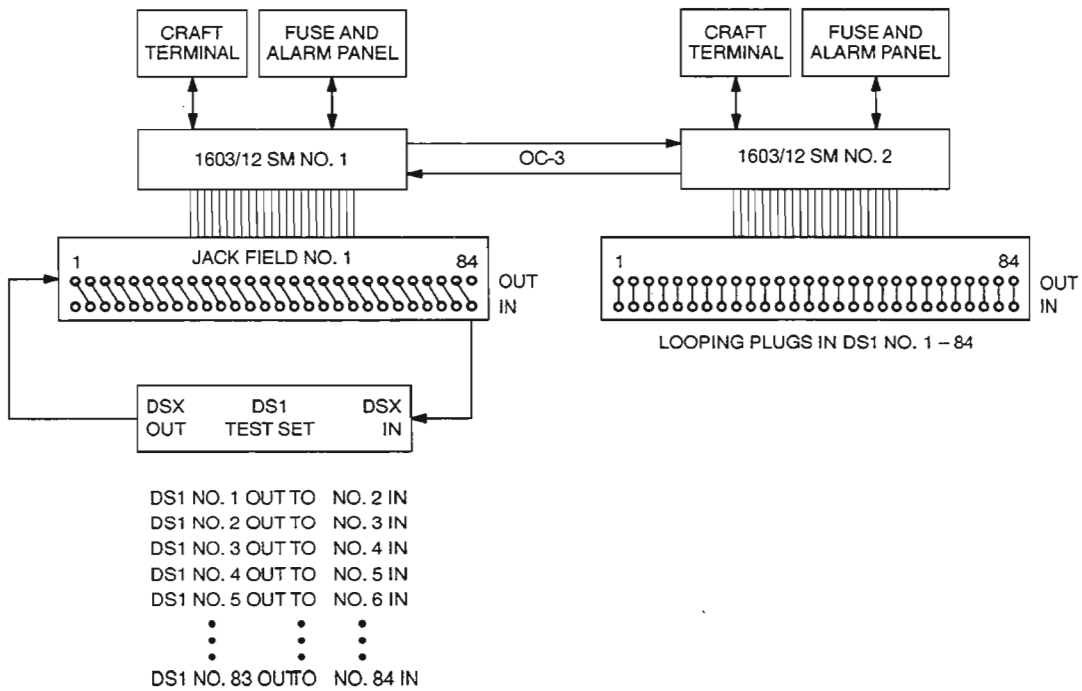 CRAFT TERMINAL
FUSE AND ALARM PANEL
CRAFT TERMINAL
FUSE AND ALARM PANEL
1603/12 SM NO. 1
OC-3
1603/12 SM NO. 2
1 JACK FIELD NO. 1 84
OUT
IN
1 84
OUT
IN
LOOPING PLUGS IN DS1 NO. 1 – 84
DSX DS1 DSX
OUT TEST SET IN
DS1 NO. 1 OUT TO NO. 2 IN
DS1 NO. 2 OUT TO NO. 3 IN
DS1 NO. 3 OUT TO NO. 4 IN
DS1 NO. 4 OUT TO NO. 5 IN
DS1 NO. 5 OUT TO NO. 6 IN
DS1 NO. 83 OUT TO NO. 84 IN